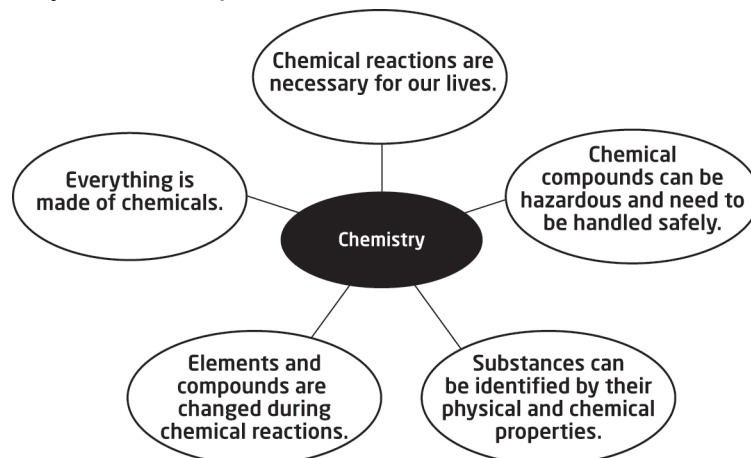 Chemical reactions are
necessary for our lives.
Everything is
made of chemicals.
Chemical
compounds can be
hazardous and need to
be handled safely.
Chemistry
Elements and
compounds are
changed during
chemical reactions.
Substances can
be identified by their
physical and chemical
properties.